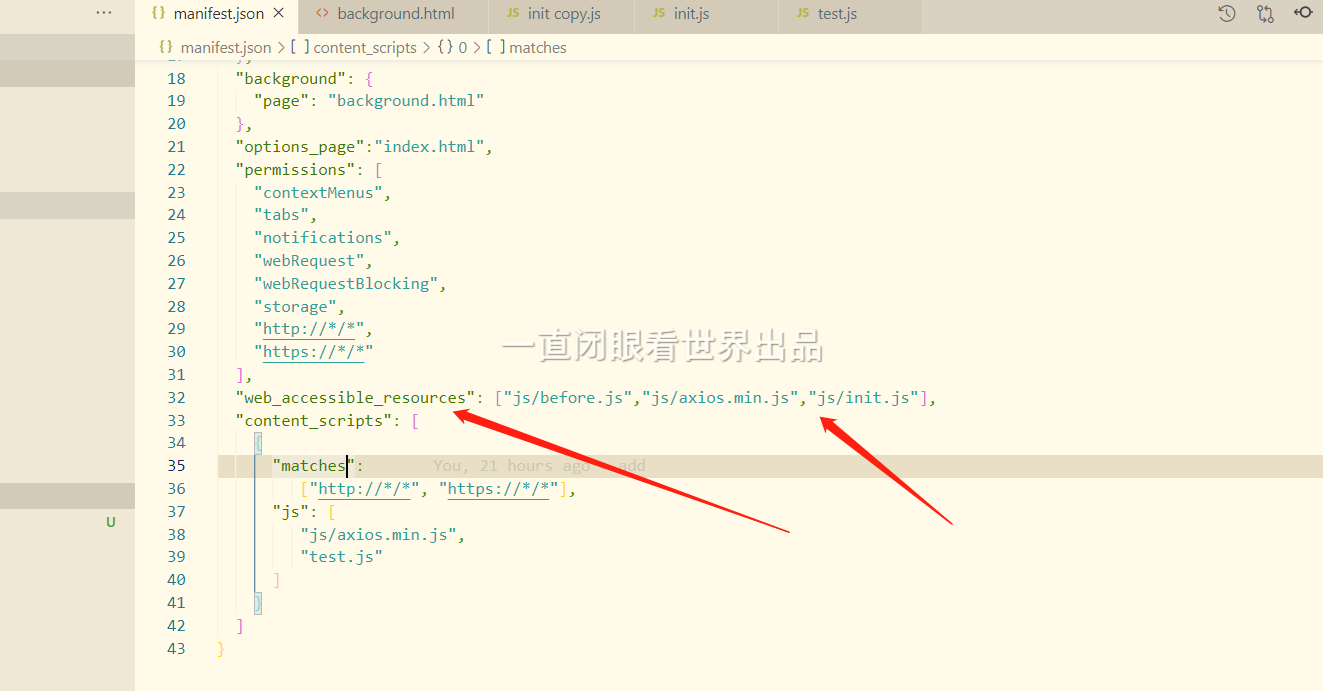 ··· {} manifest.json × <> background.html JS init copy.js JS init.js JS test.js
{} manifest.json > [ ] content_scripts > {} 0 > [ ] matches
18 "background": {
19 "page": "background.html"
20 },
21 "options_page":"index.html",
22 "permissions": [
23 "contextMenus",
24 "tabs",
25 "notifications",
26 "webRequest",
27 "webRequestBlocking",
28 "storage",
29 "http://*/*",
30 "https://*/*"
一直闭眼看世界出品
31 ],
32 "web_accessible_resources": ["js/before.js","js/axios.min.js","js/init.js"],
33 "content_scripts": [
34 {
35 "matches": You, 21 hours ago add
36 ["http://*/*", "https://*/*"],
37 "js": [
38 "js/axios.min.js",
39 "test.js"
40 ]
41 }
42 ]
43 }
U